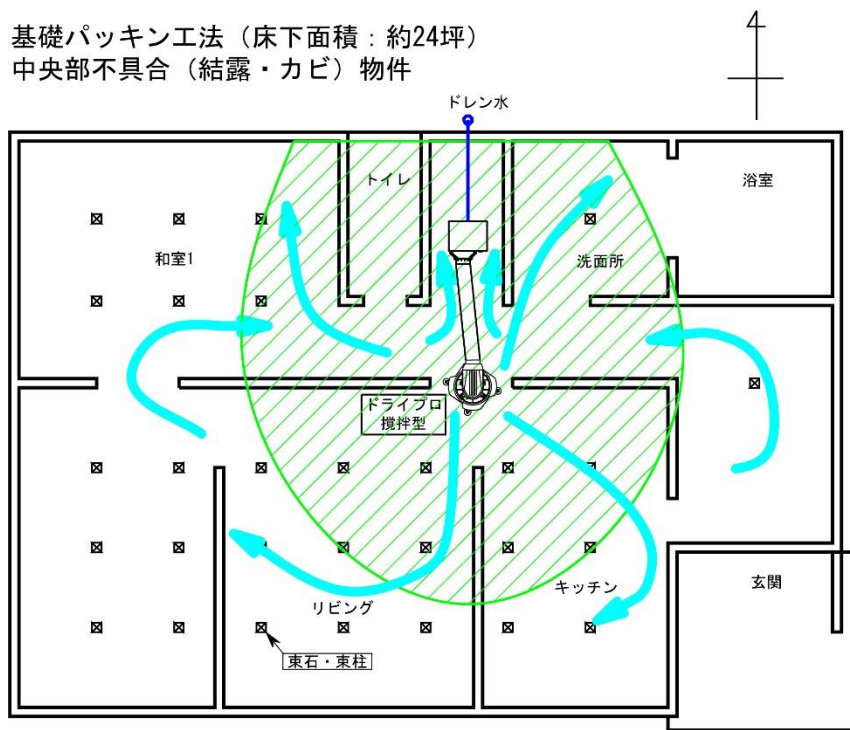 基礎パッキン工法（床下面積：約24坪）
中央部不具合（結露・カビ）物件
4
ドレン水
トイレ
浴室
和室1
洗面所
ドライプロ
撹拌型
キッチン
玄関
リビング
束石・束柱